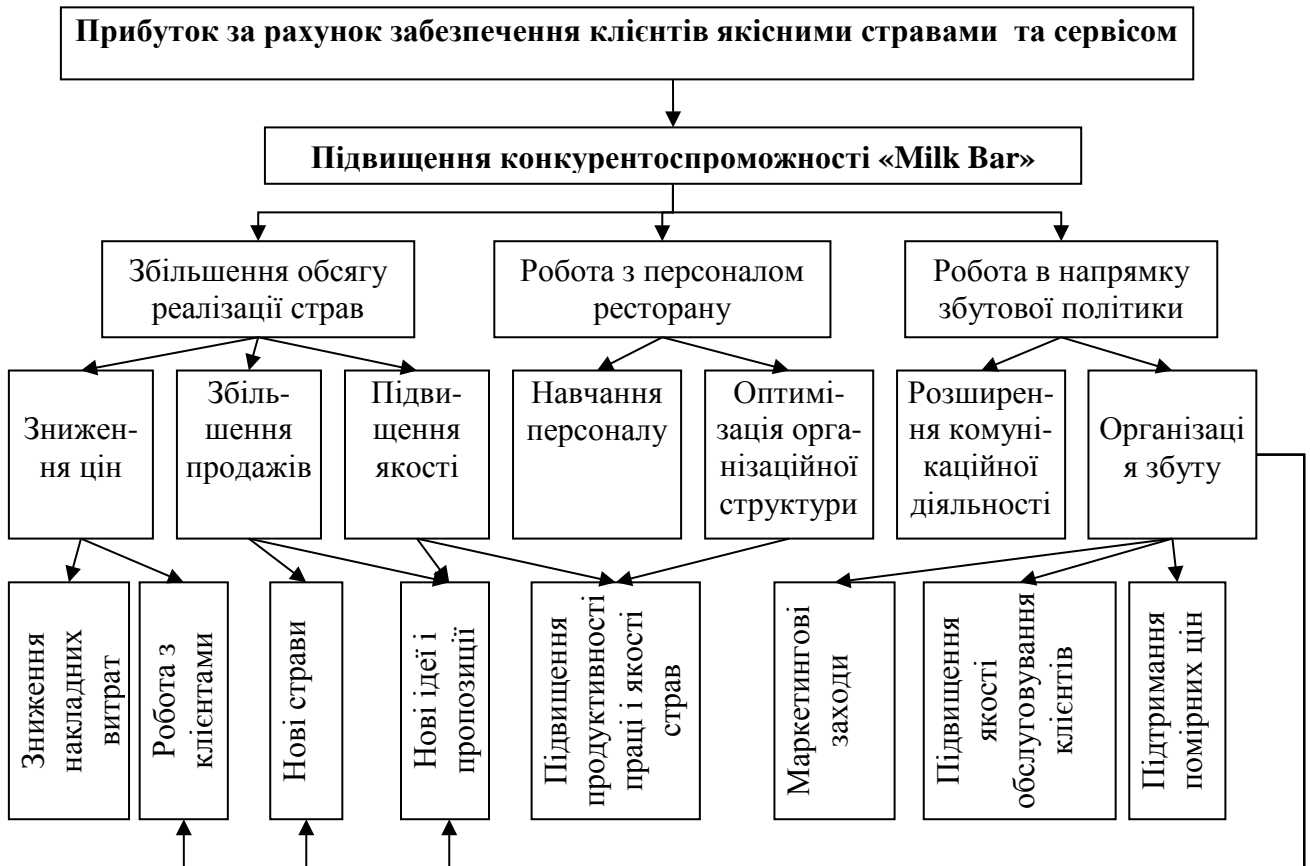 Прибуток за рахунок забезпечення клієнтів якісними стравами та сервісом
Підвищення конкурентоспроможності «Milk Bar»
Збільшення обсягу
реалізації страв
Робота з персоналом
ресторану
Робота в напрямку
збутової політики
Знижен-
ня цін
Збіль-
шення
продажів
Підви-
щення
якості
Навчання
персоналу
Оптимі-
зація орга-
нізаційної
структури
Розширен-
ня комуні-
каційної
діяльності
Організаці
я збуту
Зниження
накладних
витрат
Робота з
клієнтами
Нові страви
Нові ідеї і
пропозиції
Підвищення
продуктивності
праці і якості
страв
Маркетингові
заходи
Підвищення
якості
обслуговування
клієнтів
Підтримання
помірних цін